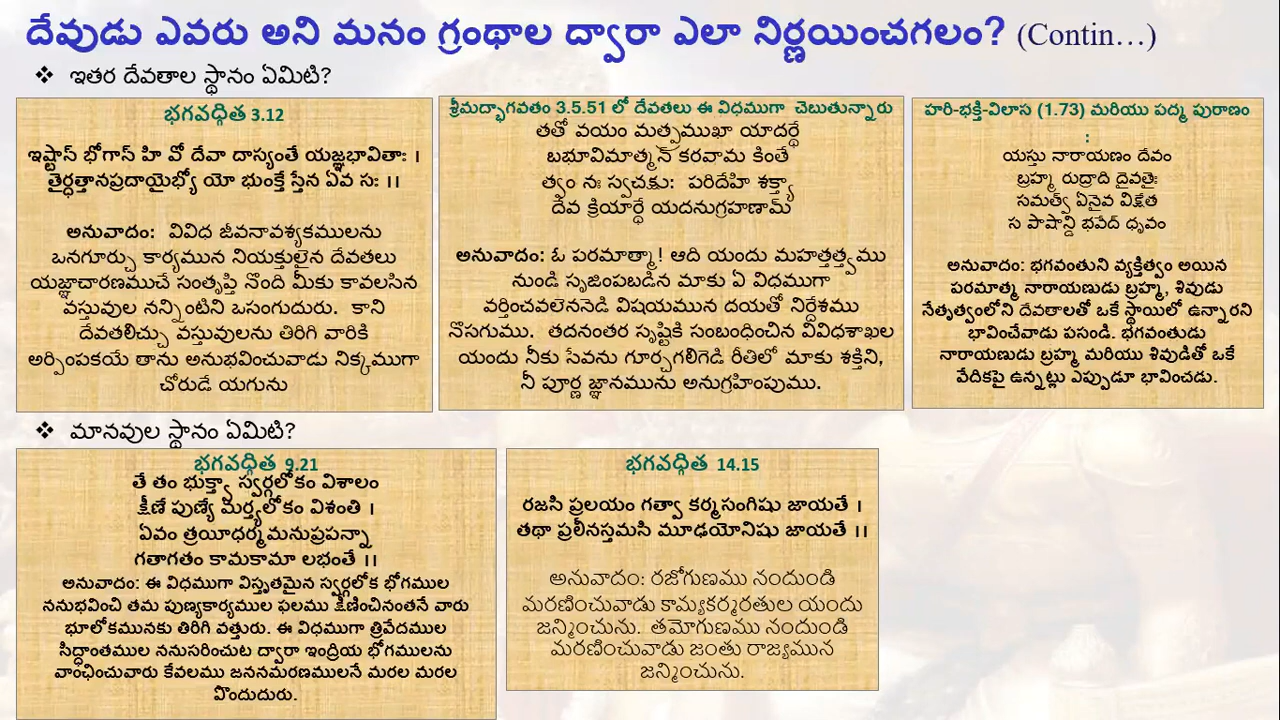 దేవుడు ఎవరు అని మనం గ్రంథాల ద్వారా ఎలా నిర్ణయించగలం? (Contin…)
❖ ఇతర దేవతాల స్థానం ఏమిటి?
భగవద్గిత 3.12
ఇష్టాస్ భోగాస్ హి వో దేవా దాస్యంతే యజ్ఞభావితాః ।
తైర్దత్తానప్రదాయైభ్యో యో భుంక్తే స్తేన ఏవ సః ।।
అనువాదం: వివిధ జీవనావశ్యకములను
ఒనగూర్చు కార్యమున నియక్తులైన దేవతలు
యజ్ఞాచారణముచే సంతృప్తి నొంది మీకు కావలసిన
వస్తువుల నన్నింటిని ఒసంగుదురు. కాని
దేవతలిచ్చు వస్తువులను తిరిగి వారికి
అర్పింపకయే తాను అనుభవించువాడు నిక్కముగా
చోరుడే యగును
శ్రీమద్భాగవతం 3.5.51 లో దేవతలు ఈ విధముగా చెబుతున్నారు
తతో వయం మత్ప్రముఖా యాదర్థే
బభూవిమాత్మన్ కరవామ కింతే
త్వం నః స్వచక్షు: పరిదేహి శక్త్యా
దేవ క్రియార్థే యదనుగ్రహణామ్
అనువాదం: ఓ పరమాత్మా! ఆది యందు మహత్తత్త్వము
నుండి సృజింపబడిన మాకు ఏ విధముగా
వర్తించవలెననెడి విషయమున దయతో నిర్దేశము
నొసగుము. తదనంతర సృష్టికి సంబంధించిన వివిధశాఖల
యందు నీకు సేవను గూర్చగలిగెడి రీతిలో మాకు శక్తిని,
నీ పూర్ణ జ్ఞానమును అనుగ్రహింపుము.
హరి-భక్తి-విలాస (1.73) మరియు పద్మ పురాణం
:
యస్తు నారాయణం దేవం
బ్రహ్మ రుద్రాది దైవతైః
సమత్వ్ ఏనైవ విక్షేత
స పాషాన్డి భవేద్ ధృవం
అనువాదం: భగవంతుని వ్యక్తిత్వం అయిన
పరమాత్మ నారాయణుడు బ్రహ్మ, శివుడు
నేతృత్వంలోని దేవతాలతో ఒకే స్థాయిలో ఉన్నారని
భావించేవాడు పసండి. భగవంతుడు
నారాయణుడు బ్రహ్మ మరియు శివుడితో ఒకే
వేదికపై ఉన్నట్లు ఎప్పుడూ భావించడు.
❖ మానవుల స్థానం ఏమిటి?
భగవద్గిత 9.21
తే తం భుక్త్వా స్వర్గలోకం విశాలం
క్షీణే పుణ్యే మర్త్యలోకం విశంతి ।
ఏవం త్రయీధర్మమనుప్రపన్నా
గతాగతం కామకామా లభంతే ।।
అనువాదం: ఈ విధముగా విస్తృతమైన స్వర్గలోక భోగముల
ననుభవించి తమ పుణ్యకార్యముల ఫలము క్షీణించినంతనే వారు
భూలోకమునకు తిరిగి వత్తురు. ఈ విధముగా త్రివేదముల
సిద్ధాంతముల ననుసరించుట ద్వారా ఇంద్రియ భోగములను
వాంఛించువారు కేవలము జననమరణములనే మరల మరల
పొందుదురు.
భగవద్గిత 14.15
రజసి ప్రలయం గత్వా కర్మసంగిషు జాయతే ।
తథా ప్రలీనస్తమసి మూఢయోనిషు జాయతే ।।
అనువాదం: రజోగుణము నందుండి
మరణించువాడు కామ్యకర్మరతుల యందు
జన్మించును. తమోగుణము నందుండి
మరణించువాడు జంతు రాజ్యమున
జన్మించును.